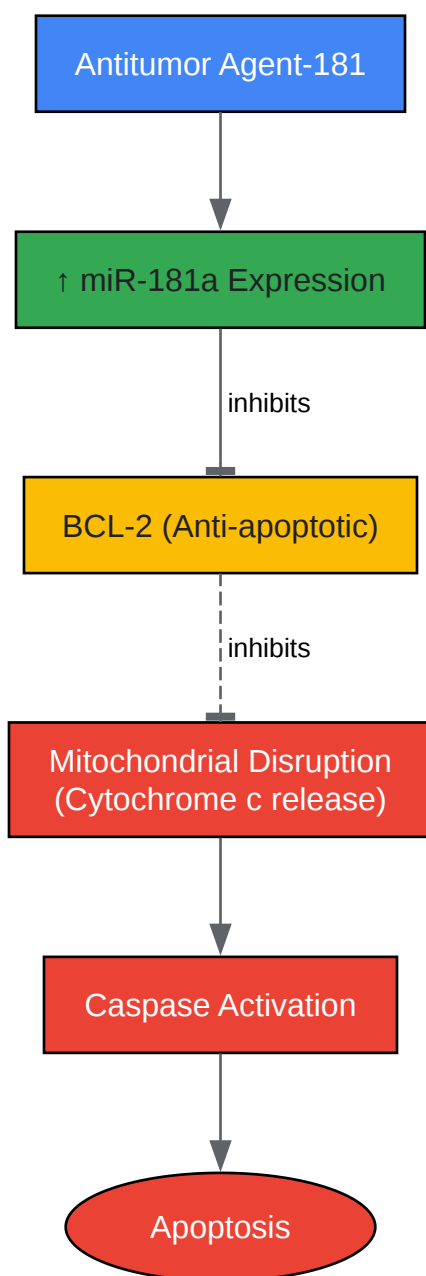 Antitumor Agent-181
↑ miR-181a Expression
inhibits
BCL-2 (Anti-apoptotic)
inhibits
Mitochondrial Disruption
(Cytochrome c release)
Caspase Activation
Apoptosis